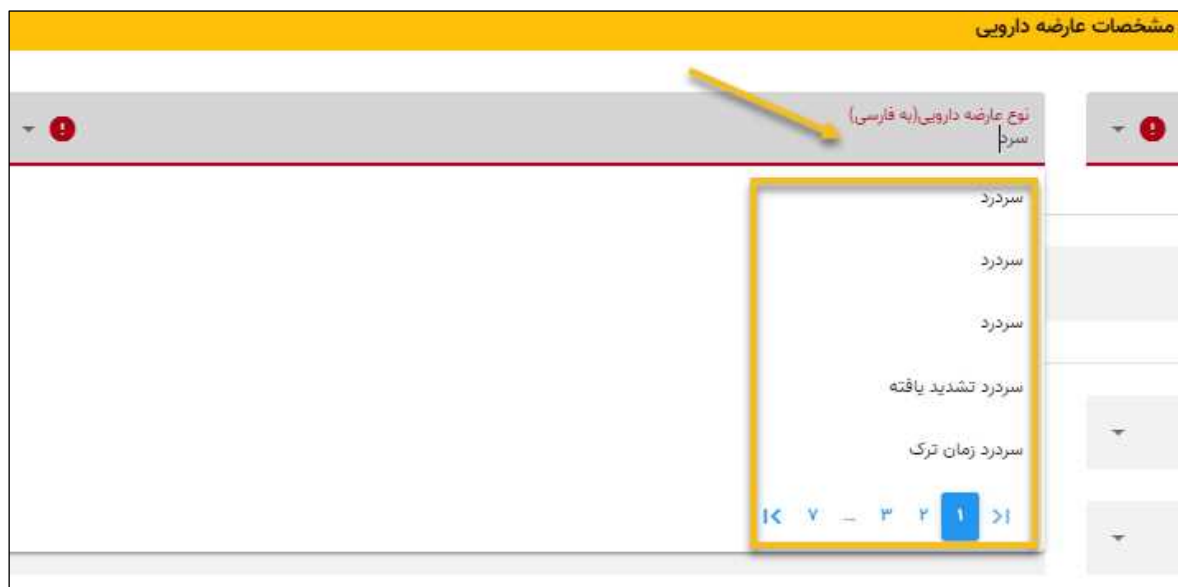 مشخصات عارضه دارویی
نوع عارضه دارویی(به فارسی)
سرد
سردرد
سردرد
سردرد
سردرد تشدید یافته
سردرد زمان ترک
۱ ۲ ۳ ... ۷